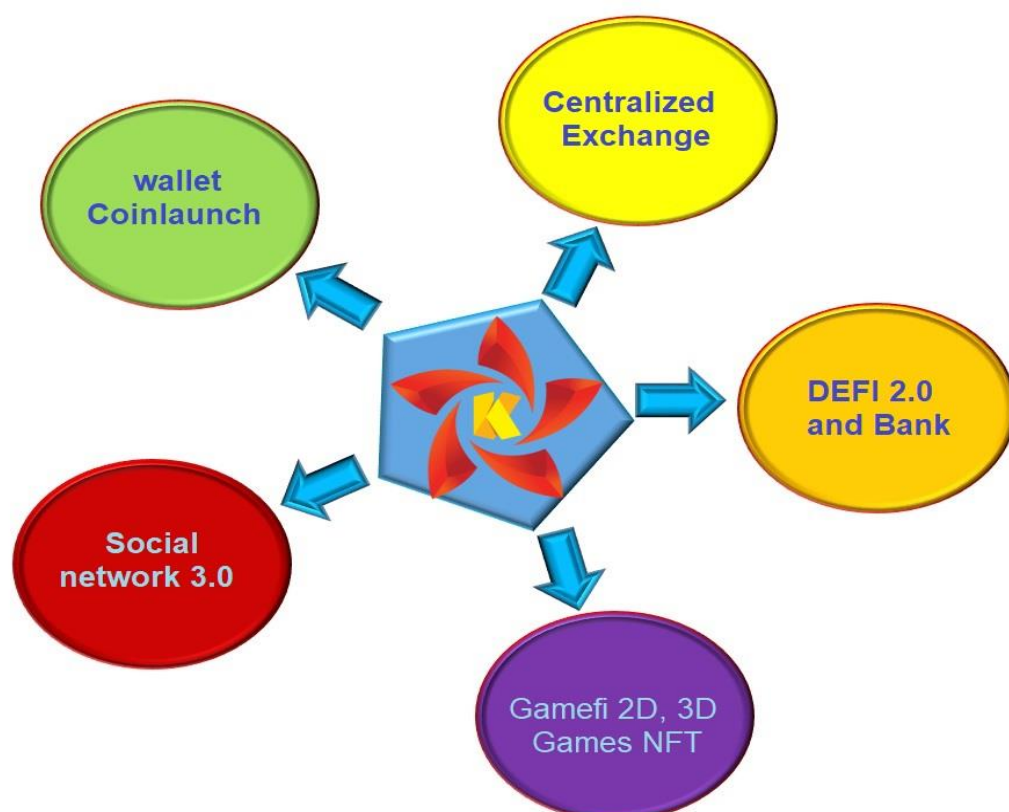 Centralized
Exchange
wallet
Coinlaunch
DEFI 2.0
and Bank
K
Social
network 3.0
Gamefi 2D, 3D
Games NFT